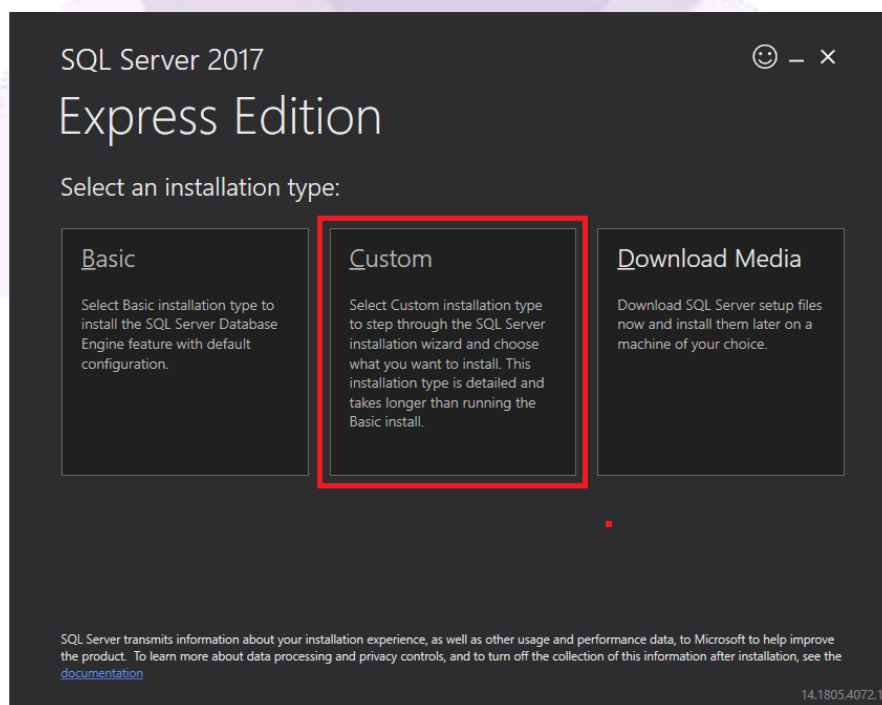 SQL Server 2017
Express Edition
Select an installation type:
Basic
Select Basic installation type to
install the SQL Server Database
Engine feature with default
configuration.
Custom
Select Custom installation type
to step through the SQL Server
installation wizard and choose
what you want to install. This
installation type is detailed and
takes longer than running the
Basic install.
Download Media
Download SQL Server setup files
now and install them later on a
machine of your choice.
SQL Server transmits information about your installation experience, as well as other usage and performance data, to Microsoft to help improve
the product. To learn more about data processing and privacy controls, and to turn off the collection of this information after installation, see the
documentation
14.1805.4072.1